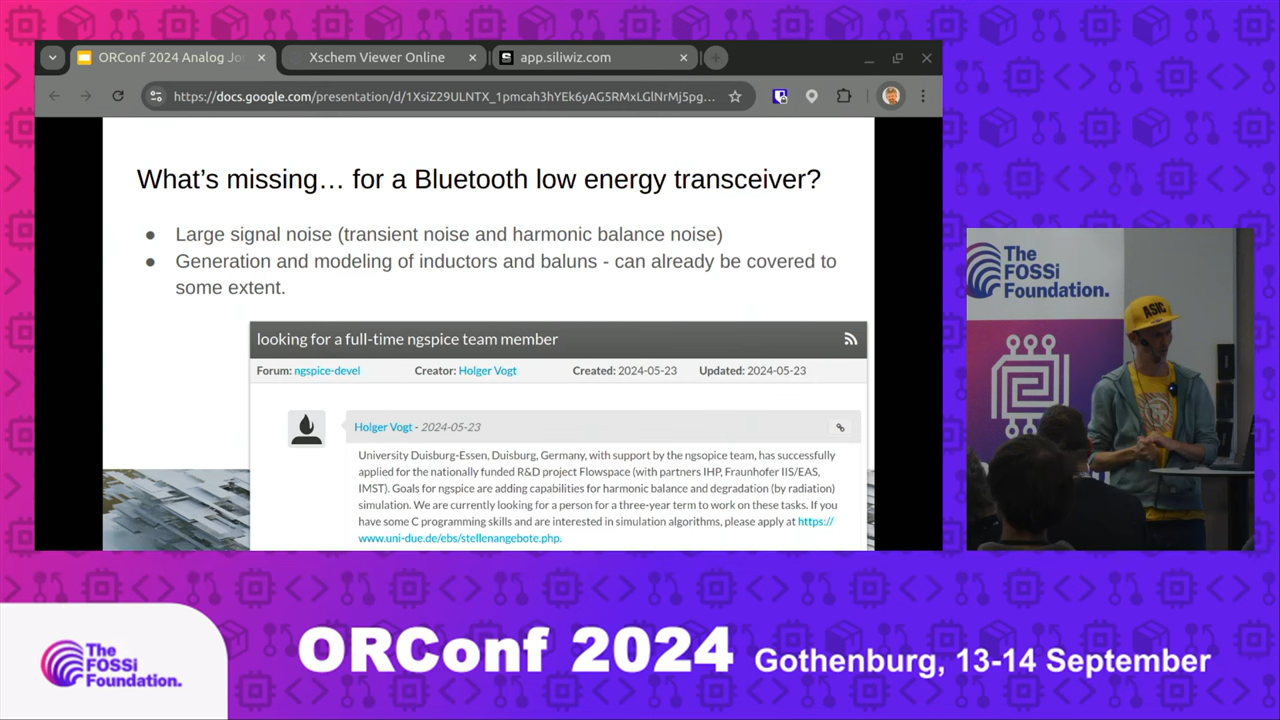 ORConf 2024 Analog Jo
Xschem Viewer Online
app.siliwiz.com
https://docs.google.com/presentation/d/1XsiZ29ULNTX_1pmcah3hYEk6yAG5RMxLGlNrMj5pg...
What's missing… for a Bluetooth low energy transceiver?
● Large signal noise (transient noise and harmonic balance noise)
● Generation and modeling of inductors and baluns - can already be covered to
some extent.
looking for a full-time ngspice team member
Forum: ngspice-devel Creator: Holger Vogt Created: 2024-05-23 Updated: 2024-05-23
Holger Vogt - 2024-05-23
University Duisburg-Essen, Duisburg, Germany, with support by the ngsopice team, has successfully
applied for the nationally funded R&D project Flowspace (with partners IHP, Fraunhofer IIS/EAS,
IMST). Goals for ngspice are adding capabilities for harmonic balance and degradation (by radiation)
simulation. We are currently looking for a person for a three-year term to work on these tasks. If you
have some C programming skills and are interested in simulation algorithms, please apply at https://
www.uni-due.de/ebs/stellenangebote.php.
The
FOSSi
Foundation.
ASIC
The
FOSSi
Foundation.
ORConf 2024 Gothenburg, 13-14 September